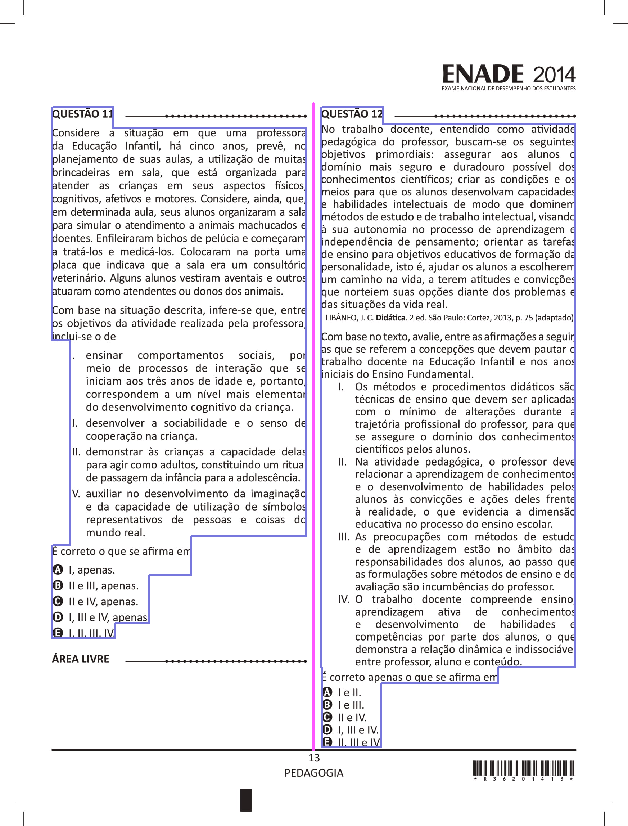 ENADE 2014
EXAME NACIONAL DE DESEMPENHO DOS ESTUDANTES
QUESTÃO 11
Considere a situação em que uma professora
da Educação Infantil, há cinco anos, prevê, no
planejamento de suas aulas, a utilização de muitas
brincadeiras em sala, que está organizada para
atender as crianças em seus aspectos físicos,
cognitivos, afetivos e motores. Considere, ainda, que,
em determinada aula, seus alunos organizaram a sala
para simular o atendimento a animais machucados e
doentes. Enfileiraram bichos de pelúcia e começaram
a tratá-los e medicá-los. Colocaram na porta uma
placa que indicava que a sala era um consultório
veterinário. Alguns alunos vestiram aventais e outros
atuaram como atendentes ou donos dos animais.
Com base na situação descrita, infere-se que, entre
os objetivos da atividade realizada pela professora,
inclui-se o de
I. ensinar comportamentos sociais, por
meio de processos de interação que se
iniciam aos três anos de idade e, portanto,
correspondem a um nível mais elementar
do desenvolvimento cognitivo da criança.
II. desenvolver a sociabilidade e o senso de
cooperação na criança.
III. demonstrar às crianças a capacidade delas
para agir como adultos, constituindo um ritual
de passagem da infância para a adolescência.
IV. auxiliar no desenvolvimento da imaginação
e da capacidade de utilização de símbolos
representativos de pessoas e coisas do
mundo real.
É correto o que se afirma em
A I, apenas.
B II e III, apenas.
C II e IV, apenas.
D I, III e IV, apenas.
E I, II, III, IV.
ÁREA LIVRE
QUESTÃO 12
No trabalho docente, entendido como atividade
pedagógica do professor, buscam-se os seguintes
objetivos primordiais: assegurar aos alunos o
domínio mais seguro e duradouro possível dos
conhecimentos científicos; criar as condições e os
meios para que os alunos desenvolvam capacidades
e habilidades intelectuais de modo que dominem
métodos de estudo e de trabalho intelectual, visando
à sua autonomia no processo de aprendizagem e
independência de pensamento; orientar as tarefas
de ensino para objetivos educativos de formação da
personalidade, isto é, ajudar os alunos a escolherem
um caminho na vida, a terem atitudes e convicções
que norteiem suas opções diante dos problemas e
das situações da vida real.
LIBÂNEO, J. C. Didática. 2 ed. São Paulo: Cortez, 2013, p. 75 (adaptado).
Com base no texto, avalie, entre as afirmações a seguir,
as que se referem a concepções que devem pautar o
trabalho docente na Educação Infantil e nos anos
iniciais do Ensino Fundamental.
I. Os métodos e procedimentos didáticos são
técnicas de ensino que devem ser aplicadas
com o mínimo de alterações durante a
trajetória profissional do professor, para que
se assegure o domínio dos conhecimentos
científicos pelos alunos.
II. Na atividade pedagógica, o professor deve
relacionar a aprendizagem de conhecimentos
e o desenvolvimento de habilidades pelos
alunos às convicções e ações deles frente
à realidade, o que evidencia a dimensão
educativa no processo do ensino escolar.
III. As preocupações com métodos de estudo
e de aprendizagem estão no âmbito das
responsabilidades dos alunos, ao passo que
as formulações sobre métodos de ensino e de
avaliação são incumbências do professor.
IV. O trabalho docente compreende ensino,
aprendizagem ativa de conhecimentos
e desenvolvimento de habilidades e
competências por parte dos alunos, o que
demonstra a relação dinâmica e indissociável
entre professor, aluno e conteúdo.
É correto apenas o que se afirma em
A I e II.
B I e III.
C II e IV.
D I, III e IV.
E II, III e IV.
13
PEDAGOGIA
*R3620141​3*